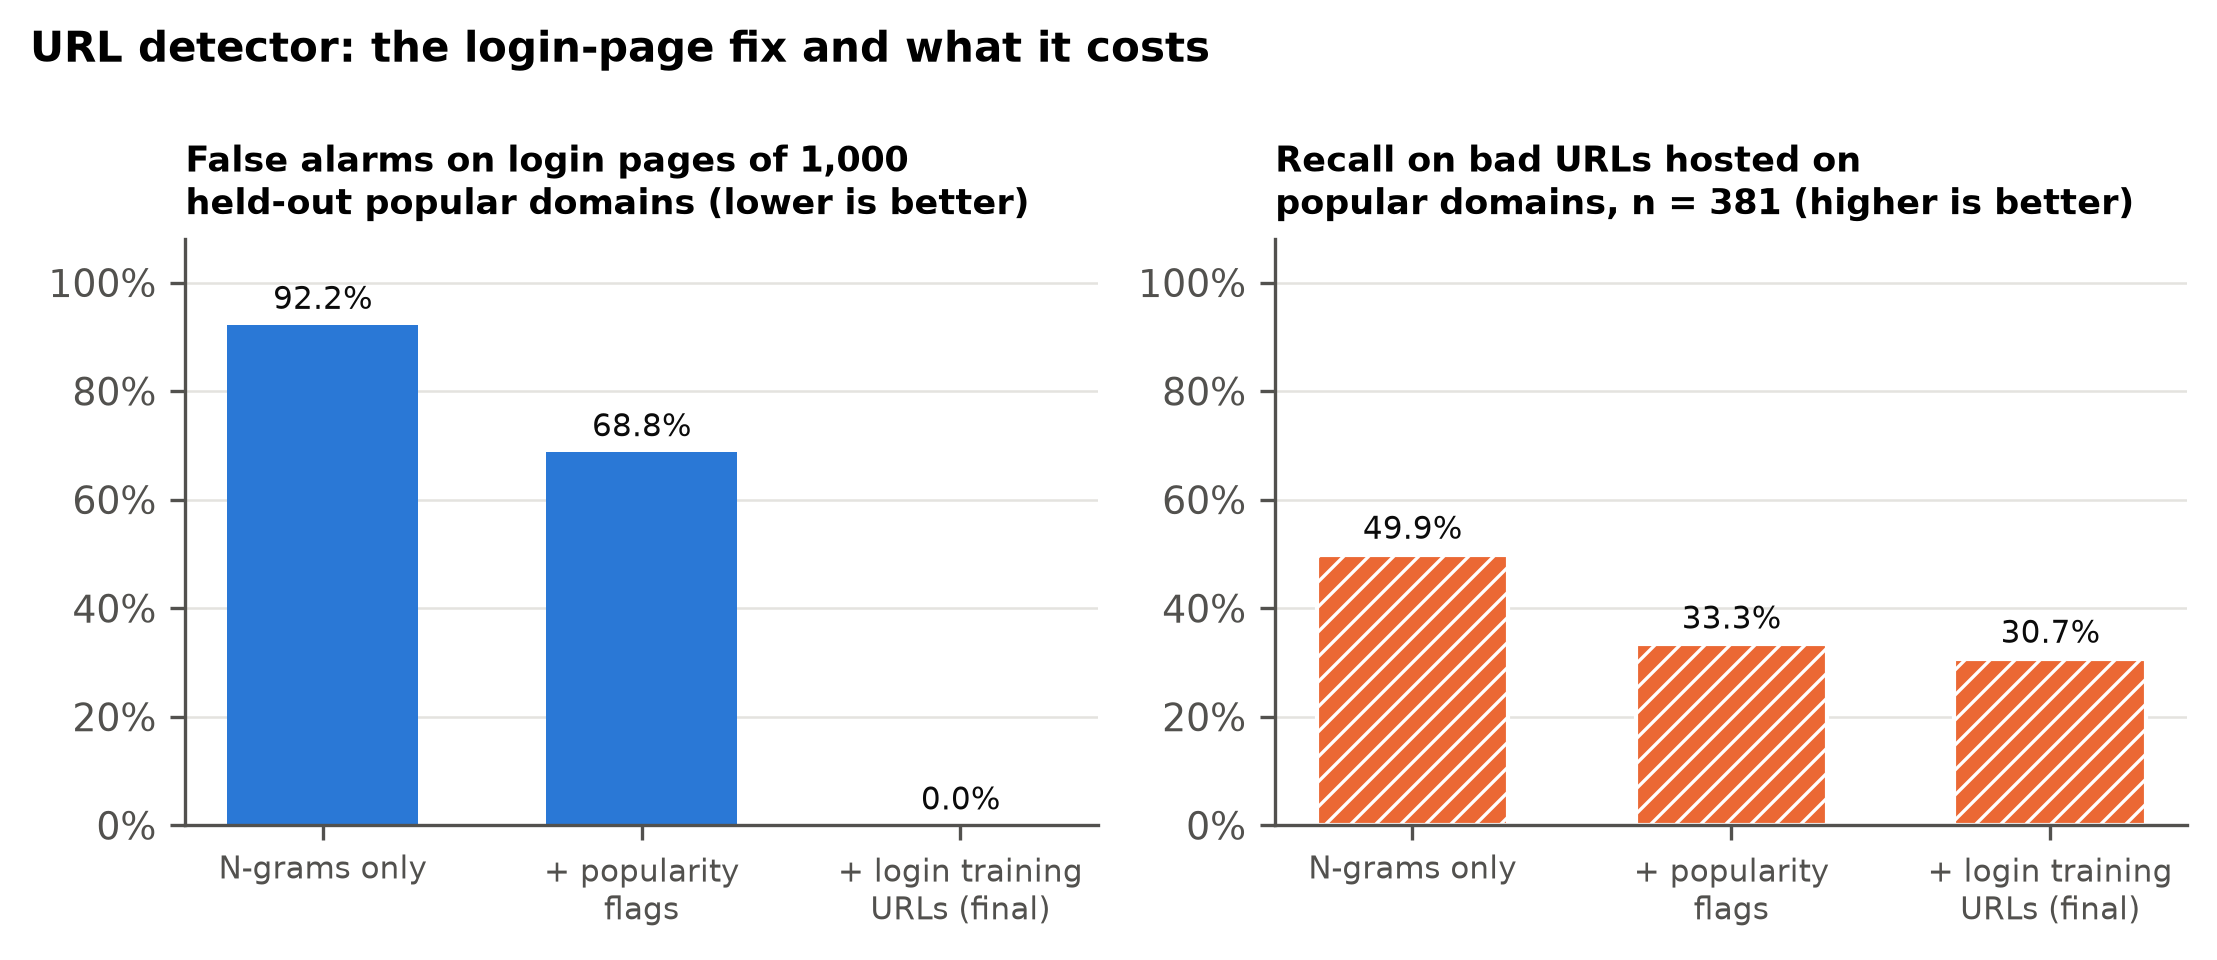 URL detector: the login-page fix and what it costs
False alarms on login pages of 1,000
held-out popular domains (lower is better)
100%
80%
60%
40%
20%
0%
92.2%
68.8%
0.0%
N-grams only
+ popularity
flags
+ login training
URLs (final)
Recall on bad URLs hosted on
popular domains, n = 381 (higher is better)
100%
80%
60%
40%
20%
0%
49.9%
33.3%
30.7%
N-grams only
+ popularity
flags
+ login training
URLs (final)